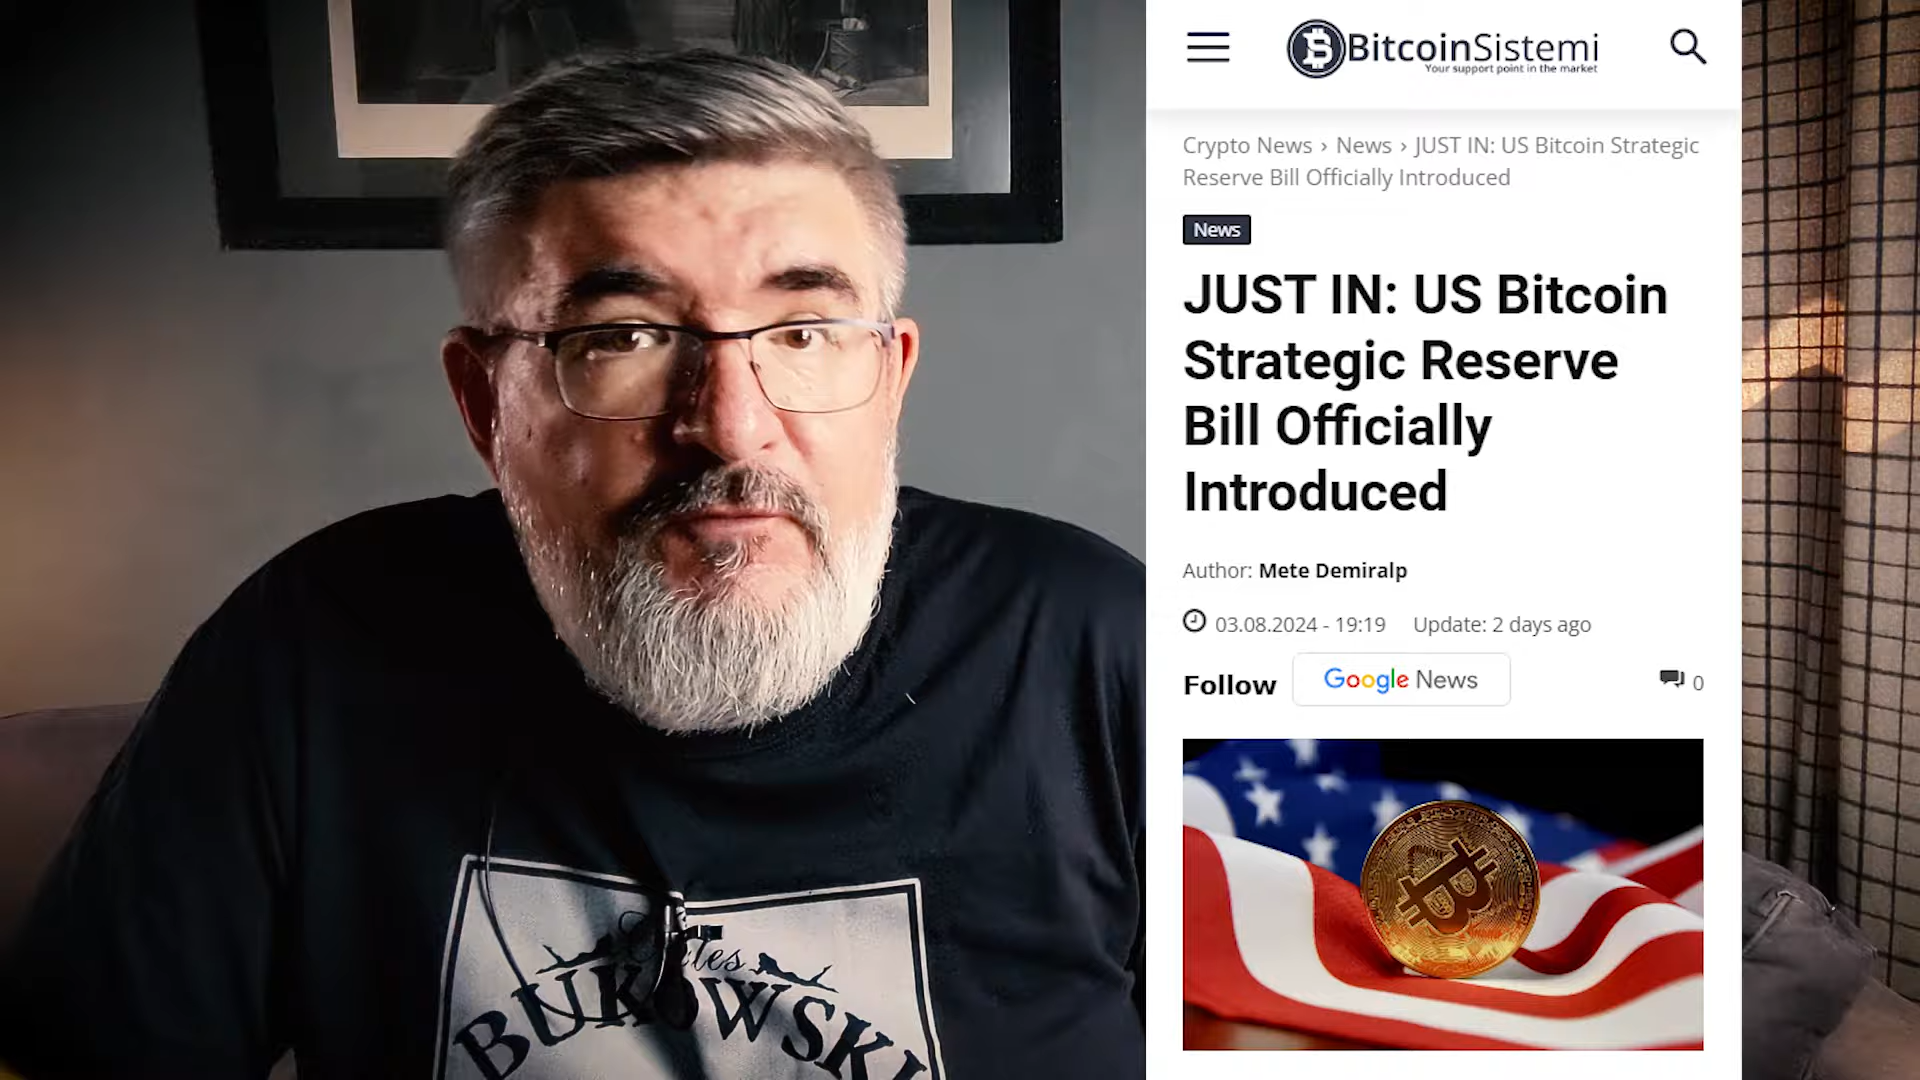 BitcoinSistemi
Your support point in the market
Crypto News › News › JUST IN: US Bitcoin Strategic
Reserve Bill Officially Introduced
News
JUST IN: US Bitcoin
Strategic Reserve
Bill Officially
Introduced
Author: Mete Demiralp
03.08.2024 - 19:19 Update: 2 days ago
Follow Google News 0
BUKOWSKI